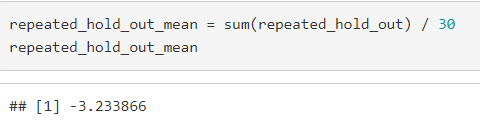 repeated_hold_out_mean = sum(repeated_hold_out) / 30
repeated_hold_out_mean
## [1] -3.233866